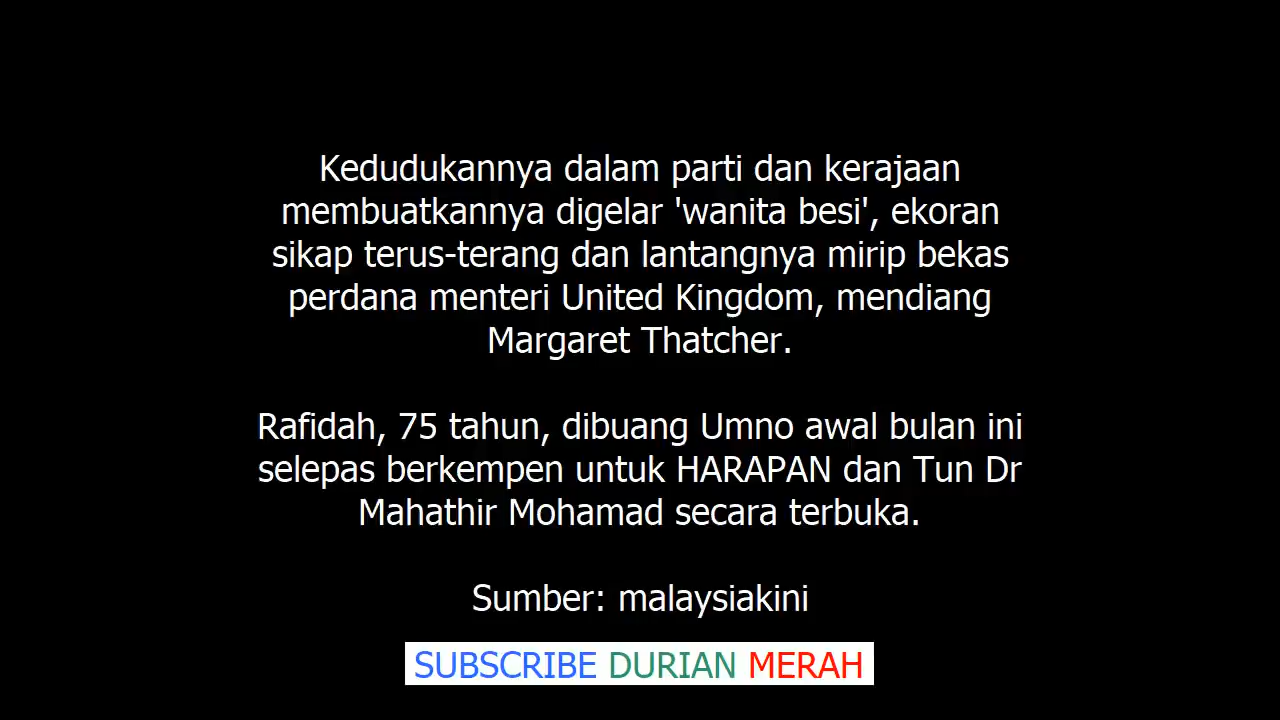 Kedudukannya dalam parti dan kerajaan
membuatkannya digelar 'wanita besi', ekoran
sikap terus-terang dan lantangnya mirip bekas
perdana menteri United Kingdom, mendiang
Margaret Thatcher.
Rafidah, 75 tahun, dibuang Umno awal bulan ini
selepas berkempen untuk HARAPAN dan Tun Dr
Mahathir Mohamad secara terbuka.
Sumber: malaysiakini
SUBSCRIBE DURIAN MERAH